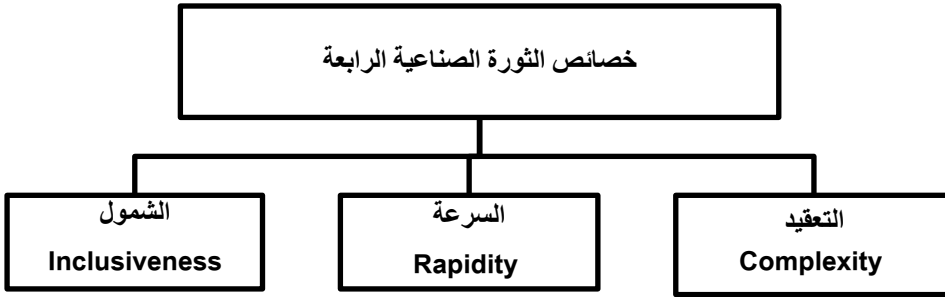 خصائص الثورة الصناعية الرابعة
التعقيد
Complexity
السرعة
Rapidity
الشمول
Inclusiveness